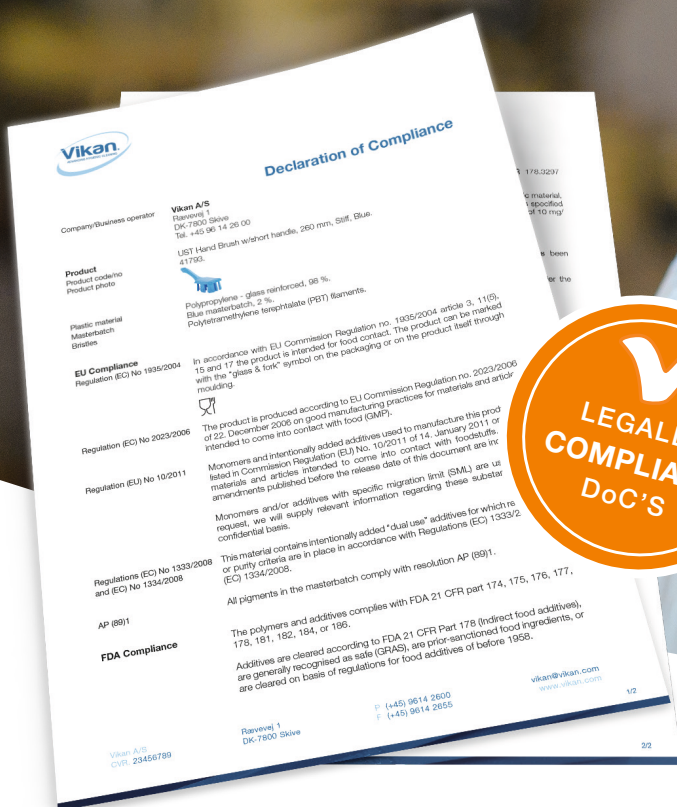 Vikan
Declaration of Compliance
Company/Business operator
Vikan A/S
Rævevej 1
DK-7800 Skive
Tel. +45 96 14 26 00
Product
Product code/no
Product photo
UST Hand Brush w/short handle, 260 mm, Stiff, Blue.
41793.
Plastic material
Masterbatch
Bristles
Polypropylene - glass reinforced, 98 %.
Blue masterbatch, 2 %.
Polytetramethylene terephtalate (PBT) filaments.
EU Compliance
Regulation (EC) No 1935/2004
In accordance with EU Commission Regulation no. 1935/2004 article 3, 11(5),
15 and 17 the product is intended for food contact. The product can be marked
with the "glass & fork" symbol on the packaging or on the product itself through
moulding.
Regulation (EC) No 2023/2006
The product is produced according to EU Commission Regulation no. 2023/2006
of 22. December 2006 on good manufacturing practices for materials and
intended to come into contact with food (GMP).
Regulation (EU) No 10/2011
Monomers and intentionally added additives used to manufacture this
listed in Commission Regulation (EU) No. 10/2011 of 14. January 2011
materials and articles intended to come into contact with foodstuffs.
amendments published before the release date of this document are
Monomers and/or additives with specific migration limit (SML) are
request, we will supply relevant information regarding these
confidential basis.
Regulations (EC) No 1333/2008
and (EC) No 1334/2008
This material contains intentionally added "dual use" additives for which
or purity criteria are in place in accordance with Regulations (EC)
(EC) 1334/2008.
AP (89)1
All pigments in the masterbatch comply with resolution AP (89)1.
FDA Compliance
The polymers and additives complies with FDA 21 CFR part 174, 175, 176, 177,
178, 181, 182, 184, or 186.
Additives are cleared according to FDA 21 CFR Part 178 (Indirect food additives),
are generally recognised as safe (GRAS), are prior-sanctioned food ingredients, or
are cleared on basis of regulations for food additives of before 1958.
Vikan A/S
CVR. 23456789
Rævevej 1
DK-7800 Skive
P (+45) 9614 2600
F (+45) 9614 2655
vikan@vikan.com
www.vikan.com
1/2
178.3297
material,
specified
of 10 mg/
been
the
2/2
COMPLIA
DoC'S